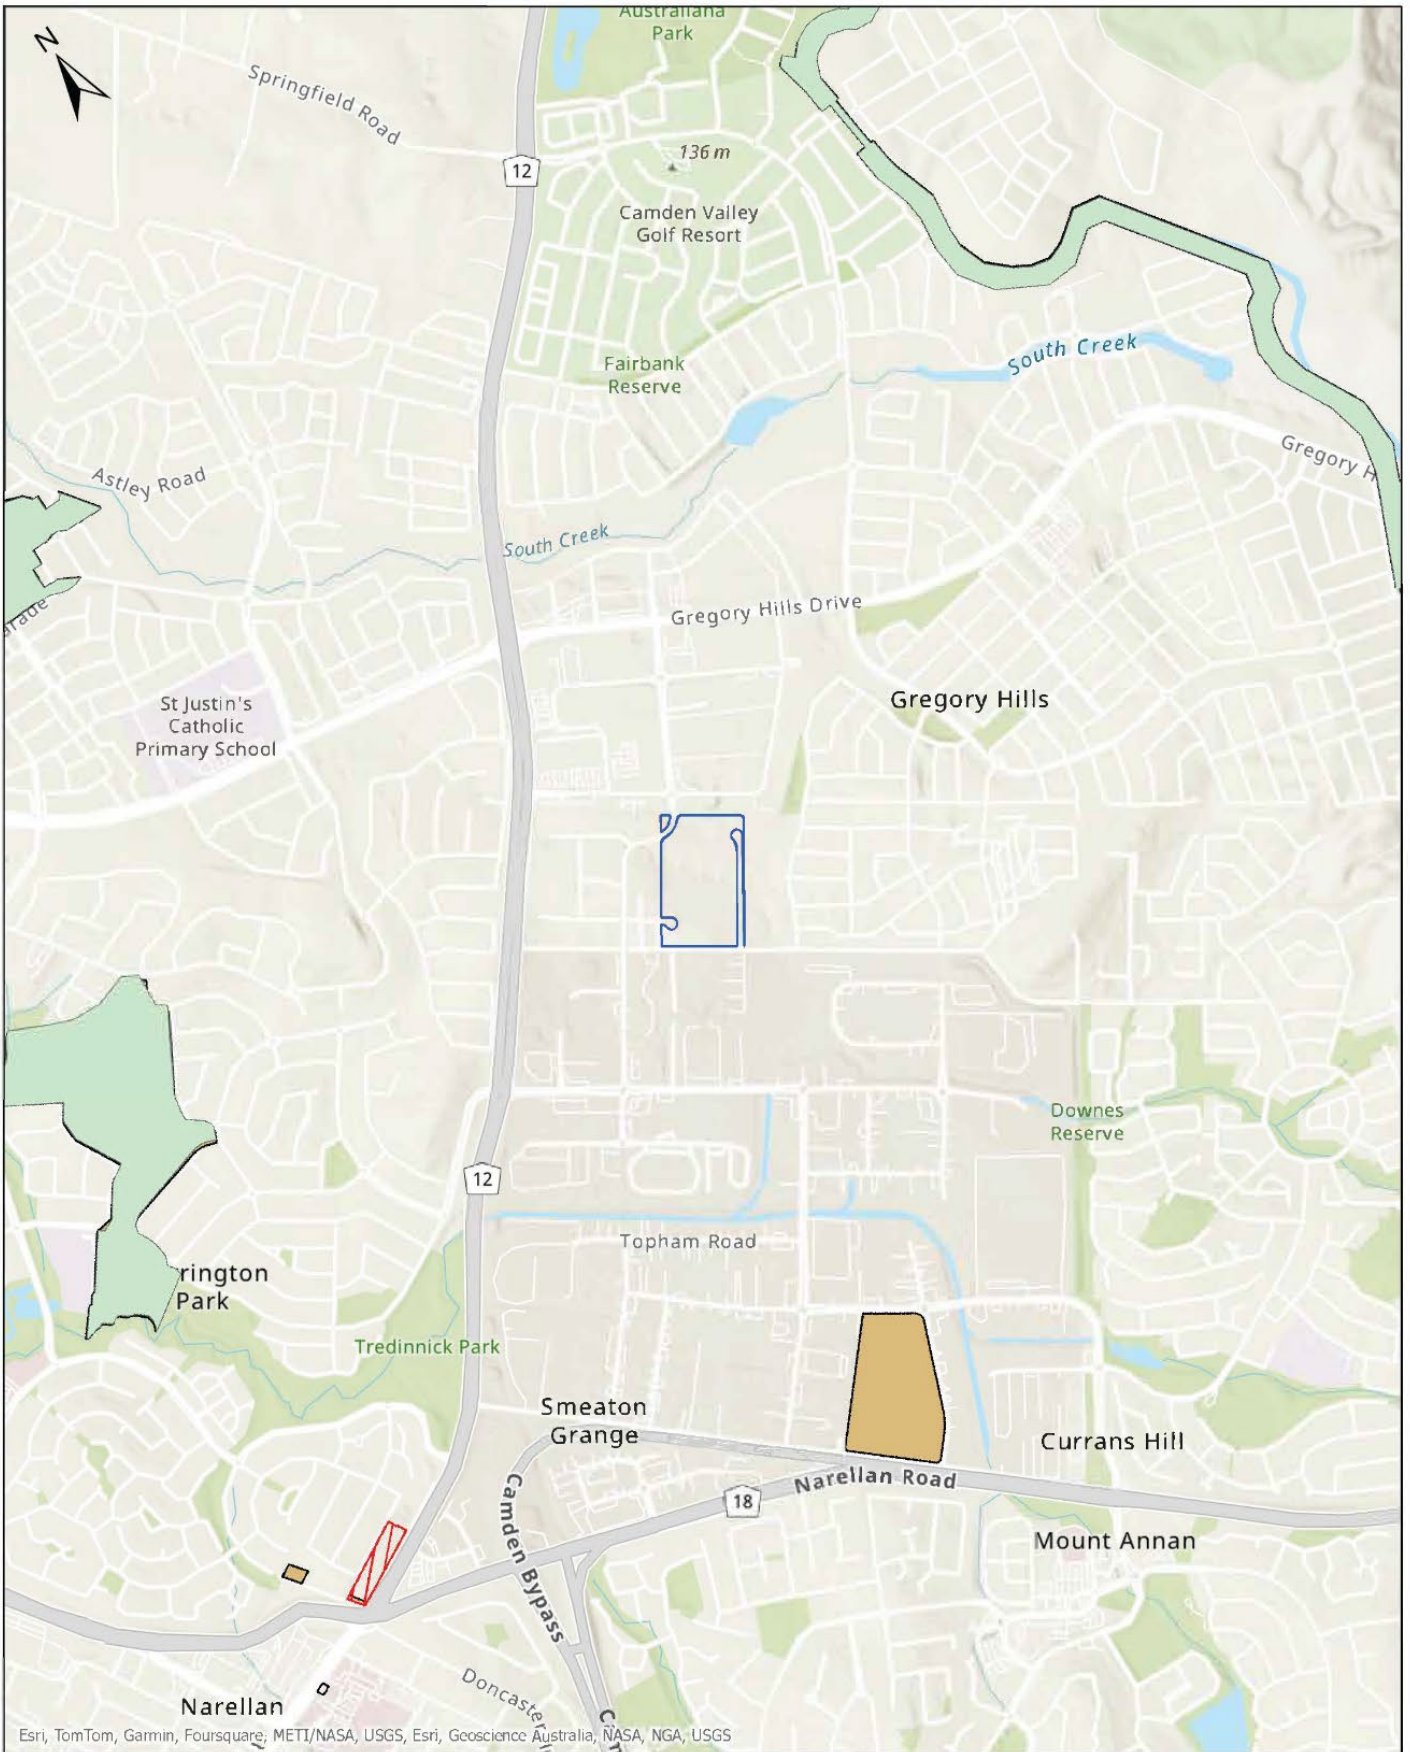 Australiana
Park
N
Springfield Road
12
136 m
Camden Valley
Golf Resort
South Creek
Fairbank
Reserve
Gregory H
Astley Road
South Creek
Gregory Hills Drive
arade
St Justin's
Catholic
Primary School
Gregory Hills
Downes
Reserve
12
Topham Road
rrington
Park
Tredinnick Park
Smeaton
Grange
Currans Hill
Narellan Road
18
Camden Bypass
Mount Annan
Narellan
Doncaster
Esri, TomTom, Garmin, Foursquare, METI/NASA, USGS, Esri, Geoscience Australia, NASA, NGA, USGS